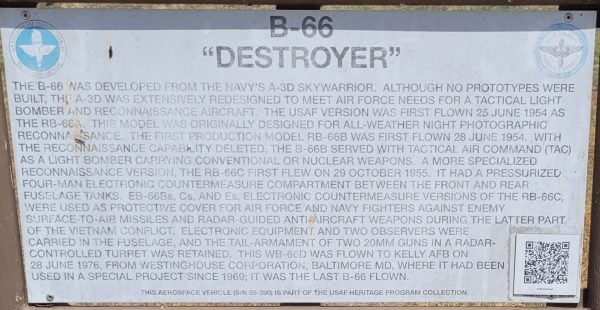 B-66
"DESTROYER"
THE B-66 WAS DEVELOPED FROM THE NAVY'S A-3D SKYWARRIOR. ALTHOUGH NO PROTOTYPES WERE
BUILT, THE A-3D WAS EXTENSIVELY REDESIGNED TO MEET AIR FORCE NEEDS FOR A TACTICAL LIGHT
BOMBER AND RECONNAISSANCE AIRCRAFT. THE USAF VERSION WAS FIRST FLOWN 25 JUNE 1954 AS
THE RB-66A. THIS MODEL WAS ORIGINALLY DESIGNED FOR ALL-WEATHER NIGHT PHOTOGRAPHIC
RECONNAISSANCE. THE FIRST PRODUCTION MODEL RB-66B WAS FIRST FLOWN 28 JUNE 1954. WITH
THE RECONNAISSANCE CAPABILITY DELETED, THE B-66B SERVED WITH TACTICAL AIR COMMAND (TAC)
AS A LIGHT BOMBER CARRYING CONVENTIONAL OR NUCLEAR WEAPONS. A MORE SPECIALIZED
RECONNAISSANCE VERSION, THE RB-66C FIRST FLEW ON 29 OCTOBER 1955. IT HAD A PRESSURIZED
FOUR-MAN ELECTRONIC COUNTERMEASURE COMPARTMENT BETWEEN THE FRONT AND REAR
FUSELAGE TANKS. EB-66Bs, Cs, AND Es, ELECTRONIC COUNTERMEASURE VERSIONS OF THE RB-66C,
WERE USED AS PROTECTIVE COVER FOR AIR FORCE AND NAVY FIGHTERS AGAINST ENEMY
SURFACE-TO-AIR MISSILES AND RADAR-GUIDED ANTI-AIRCRAFT WEAPONS DURING THE LATTER PART
OF THE VIETNAM CONFLICT. ELECTRONIC EQUIPMENT AND TWO OBSERVERS WERE
CARRIED IN THE FUSELAGE, AND THE TAIL-ARMAMENT OF TWO 20MM GUNS IN A RADAR-
CONTROLLED TURRET WAS RETAINED. THIS WB-66D WAS FLOWN TO KELLY AFB ON
28 JUNE 1976, FROM WESTINGHOUSE CORPORATION, BALTIMORE MD, WHERE IT HAD BEEN
USED IN A SPECIAL PROJECT SINCE 1969; IT WAS THE LAST B-66 FLOWN.
THIS AEROSPACE VEHICLE (S/N 55-390) IS PART OF THE USAF HERITAGE PROGRAM COLLECTION.